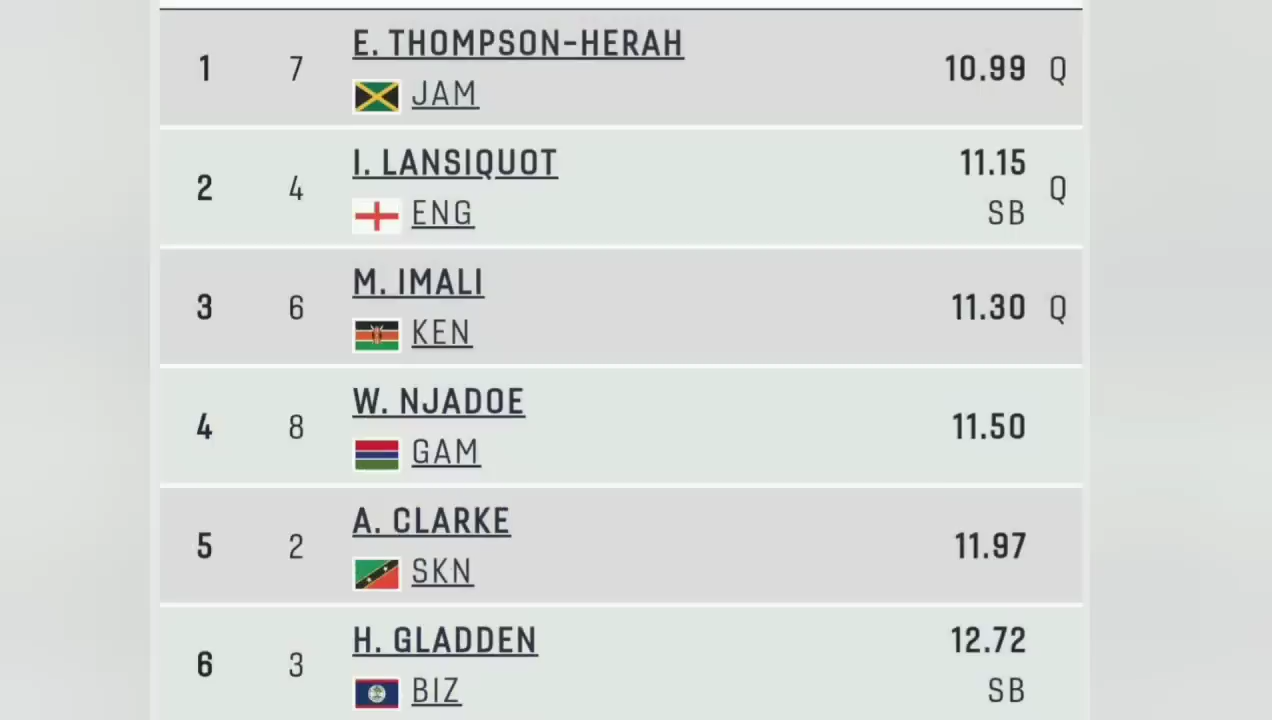 1 7 E. THOMPSON-HERAH 10.99 Q
JAM
2 4 I. LANSIQUOT 11.15 Q
ENG SB
3 6 M. IMALI 11.30 Q
KEN
4 8 W. NJADOE 11.50
GAM
5 2 A. CLARKE 11.97
SKN
6 3 H. GLADDEN 12.72
BIZ SB